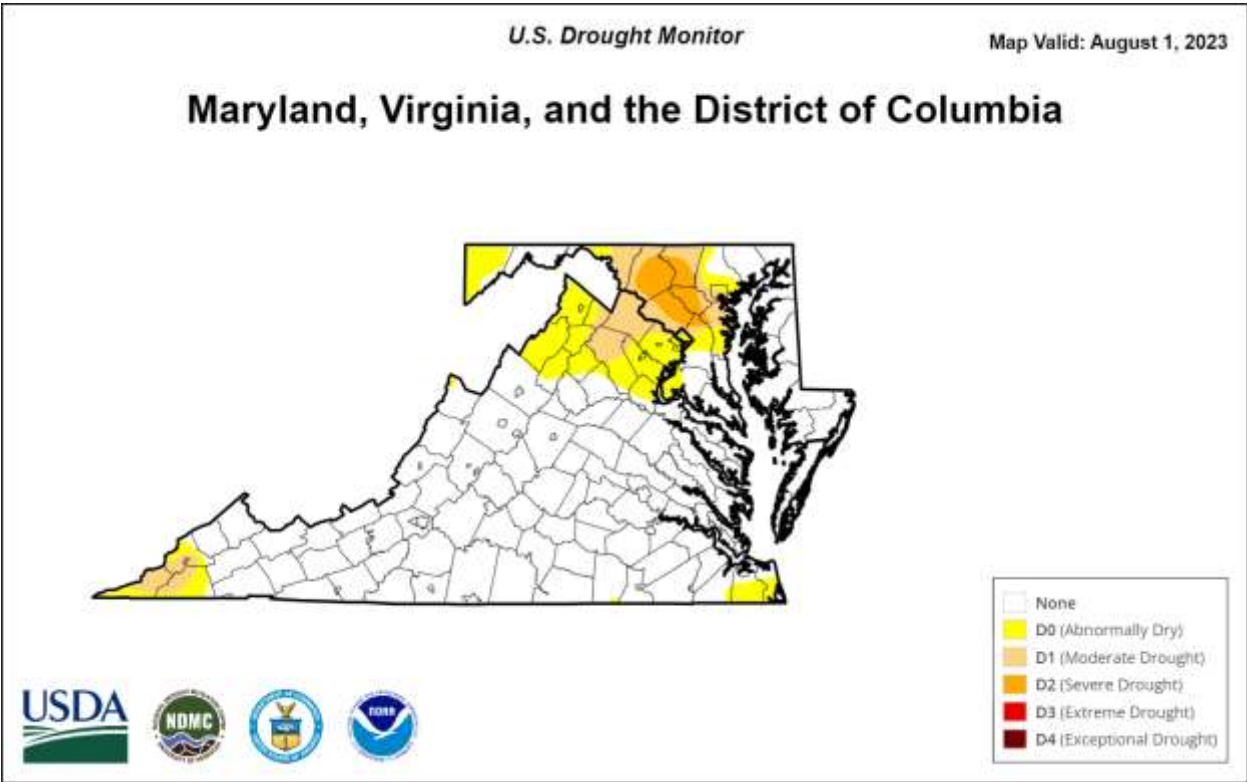 U.S. Drought Monitor
Map Valid: August 1, 2023
Maryland, Virginia, and the District of Columbia
None
D0 (Abnormally Dry)
D1 (Moderate Drought)
D2 (Severe Drought)
D3 (Extreme Drought)
D4 (Exceptional Drought)
USDA
NDMC
NOAA